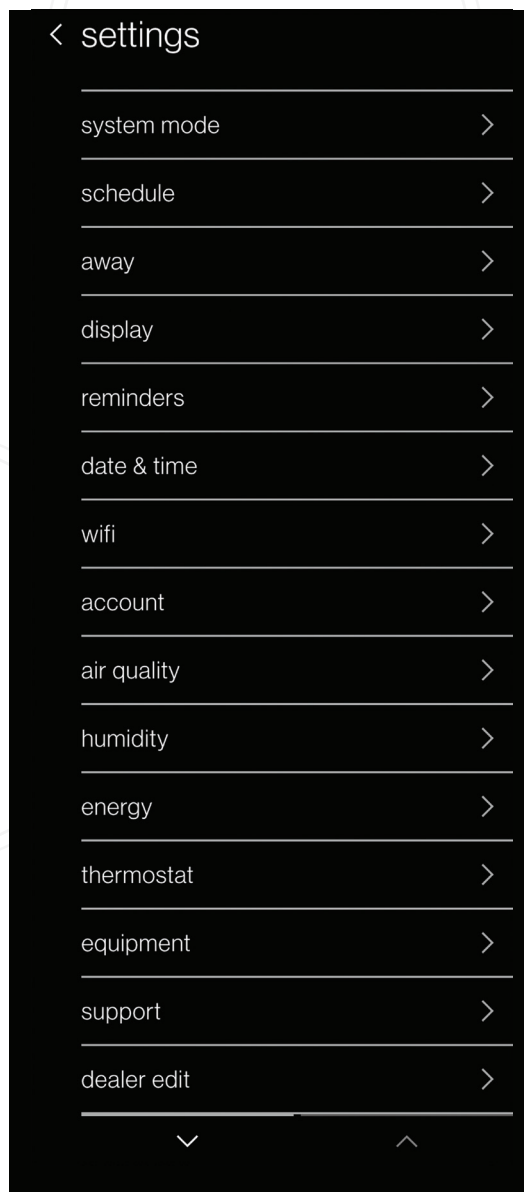 settings
system mode
schedule
away
display
reminders
date & time
wifi
account
air quality
humidity
energy
thermostat
equipment
support
dealer edit